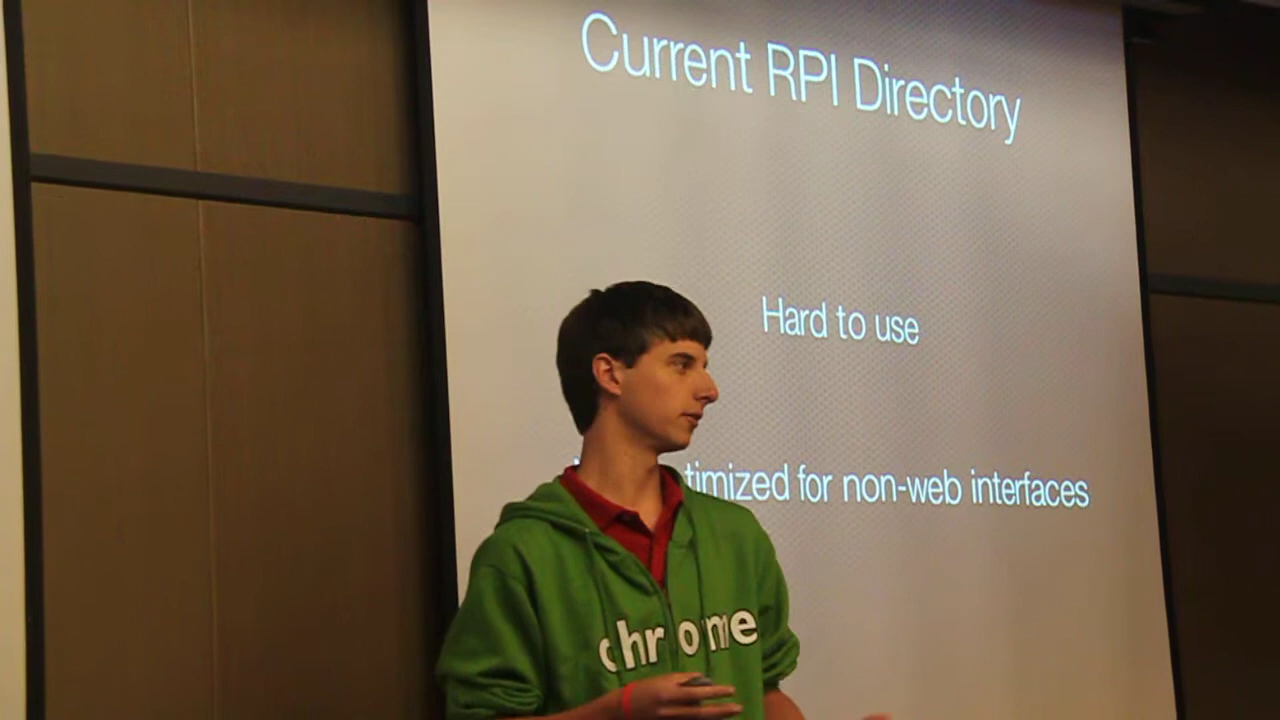 Current RPI Directory
Hard to use
timized for non-web interfaces
chrome